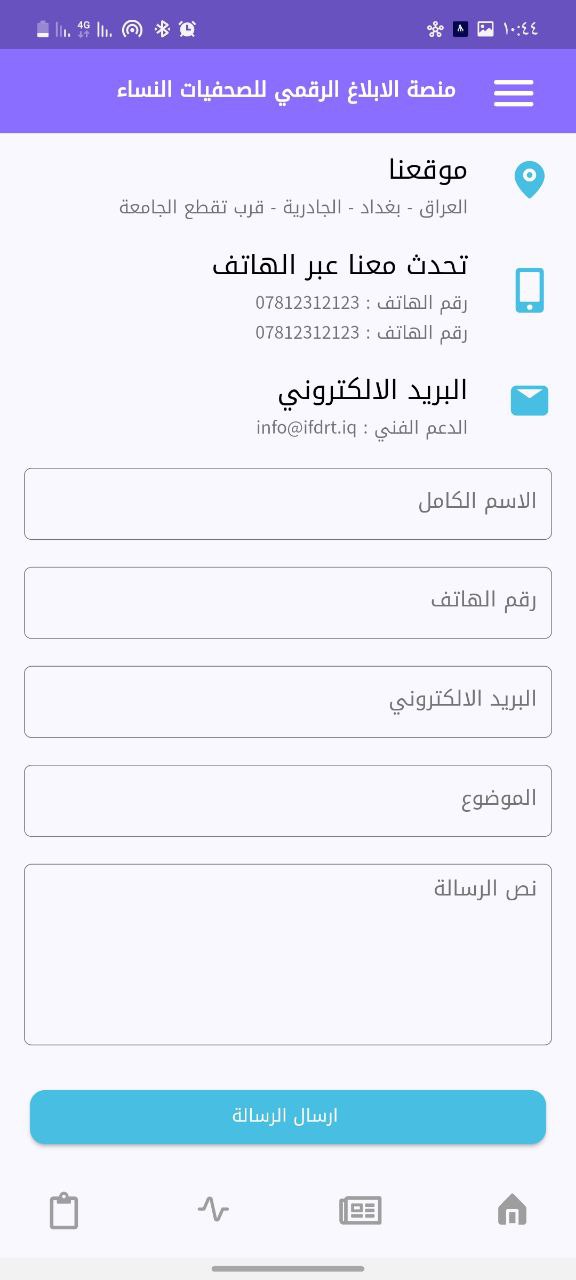 4G
١٠:٤٤
منصة الابلاغ الرقمي للصحفيات النساء
موقعنا
العراق - بغداد - الجادرية - قرب تقطع الجامعة
تحدث معنا عبر الهاتف
رقم الهاتف : 07812312123
رقم الهاتف : 07812312123
البريد الالكتروني
الدعم الفني : info@ifdrt.iq
الاسم الكامل
رقم الهاتف
البريد الالكتروني
الموضوع
نص الرسالة
ارسال الرسالة